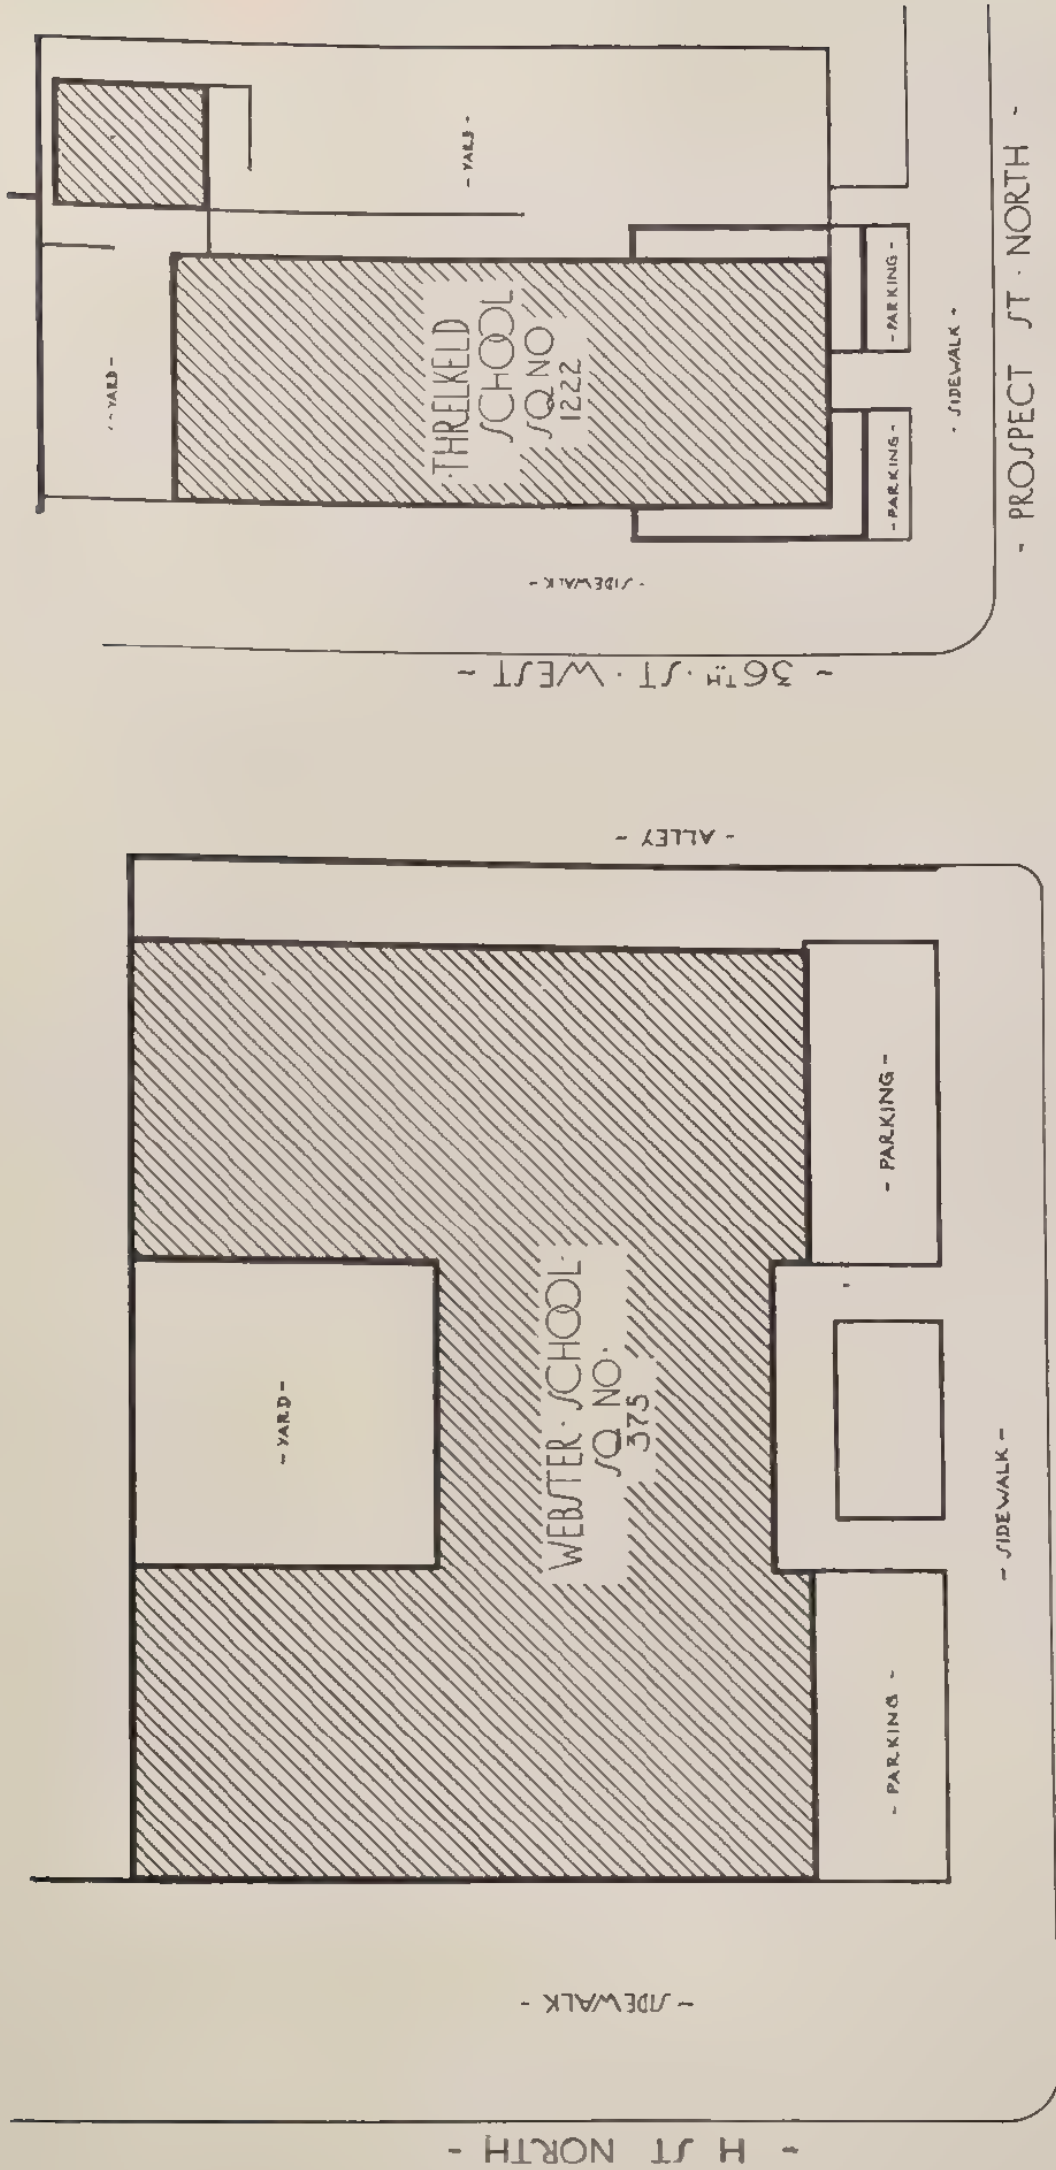 - YARD -
- YARD -
·THRELKELD
SCHOOL
SQ NO
1222
- PARKING -
- PARKING -
- SIDEWALK -
- SIDEWALK -
- PROSPECT ST · NORTH -
- 36TH · ST · WEST -
- ALLEY -
- YARD -
WEBSTER · SCHOOL ·
SQ NO.
375
- PARKING -
- PARKING -
- SIDEWALK -
- SIDEWALK -
- H ST NORTH -